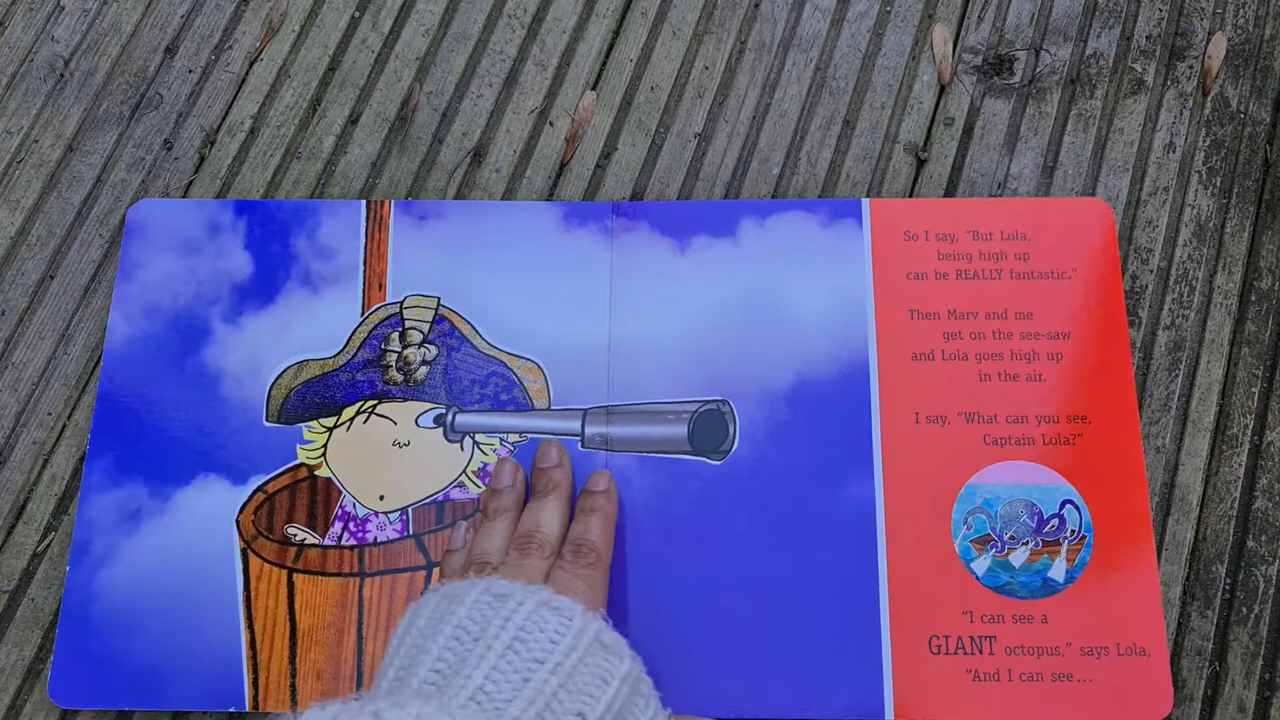 So I say, "But Lola,
being high up
can be REALLY fantastic."
Then Marv and me
get on the see-saw
and Lola goes high up
in the air.
I say, "What can you see,
Captain Lola?"
"I can see a
GIANT octopus," says Lola,
"And I can see...